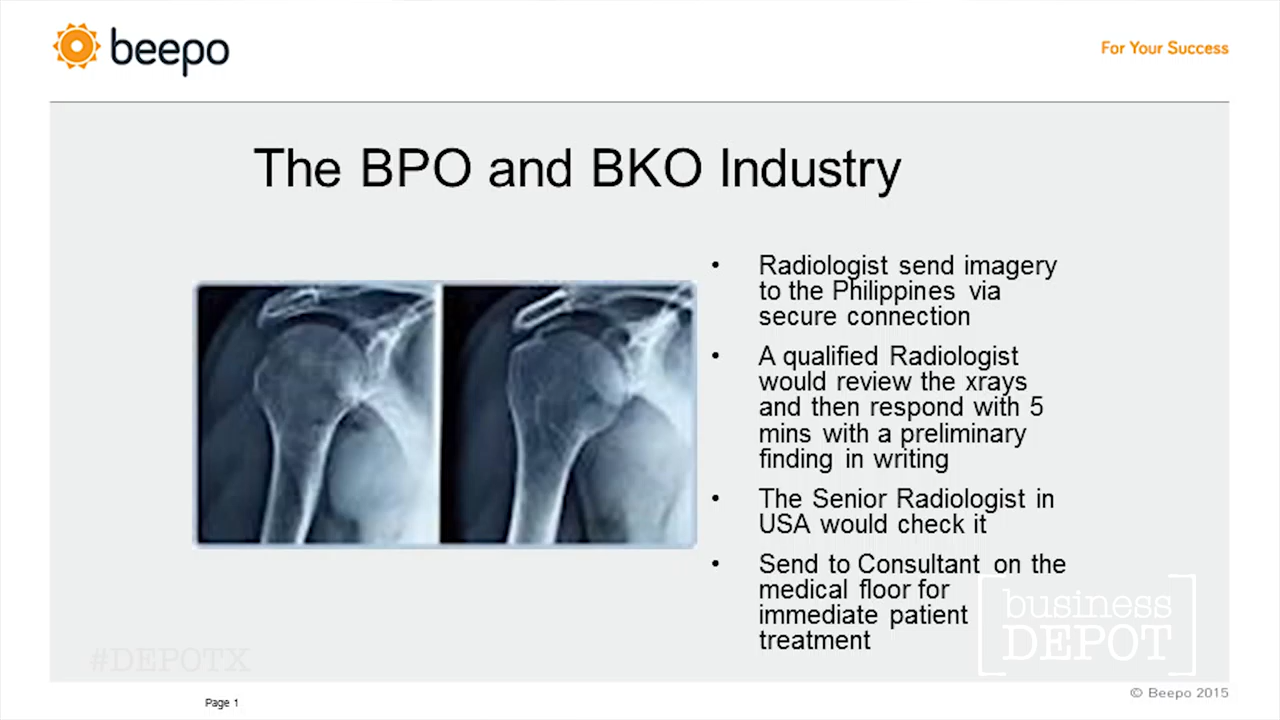 beepo
For Your Success
The BPO and BKO Industry
• Radiologist send imagery
to the Philippines via
secure connection
• A qualified Radiologist
would review the xrays
and then respond with 5
mins with a preliminary
finding in writing
• The Senior Radiologist in
USA would check it
• Send to Consultant on the
medical floor for
immediate patient
treatment
business
DEPOT
#DEPOTX
Page 1
© Beepo 2015